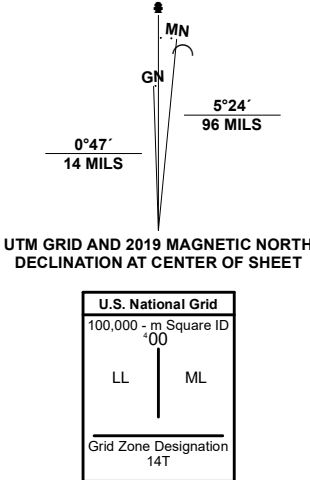 MN
GN
5°24´
96 MILS
0°47´
14 MILS
UTM GRID AND 2019 MAGNETIC NORTH
DECLINATION AT CENTER OF SHEET
U.S. National Grid
100,000 - m Square ID
⁴00
LL ML
Grid Zone Designation
14T